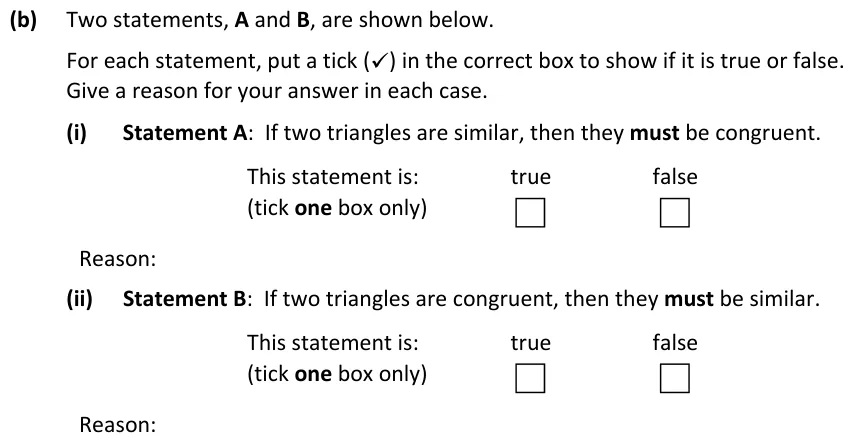 (b) Two statements, A and B, are shown below.
For each statement, put a tick (✓) in the correct box to show if it is true or false.
Give a reason for your answer in each case.
(i) Statement A: If two triangles are similar, then they must be congruent.
This statement is: true false
(tick one box only)
Reason:
(ii) Statement B: If two triangles are congruent, then they must be similar.
This statement is: true false
(tick one box only)
Reason: